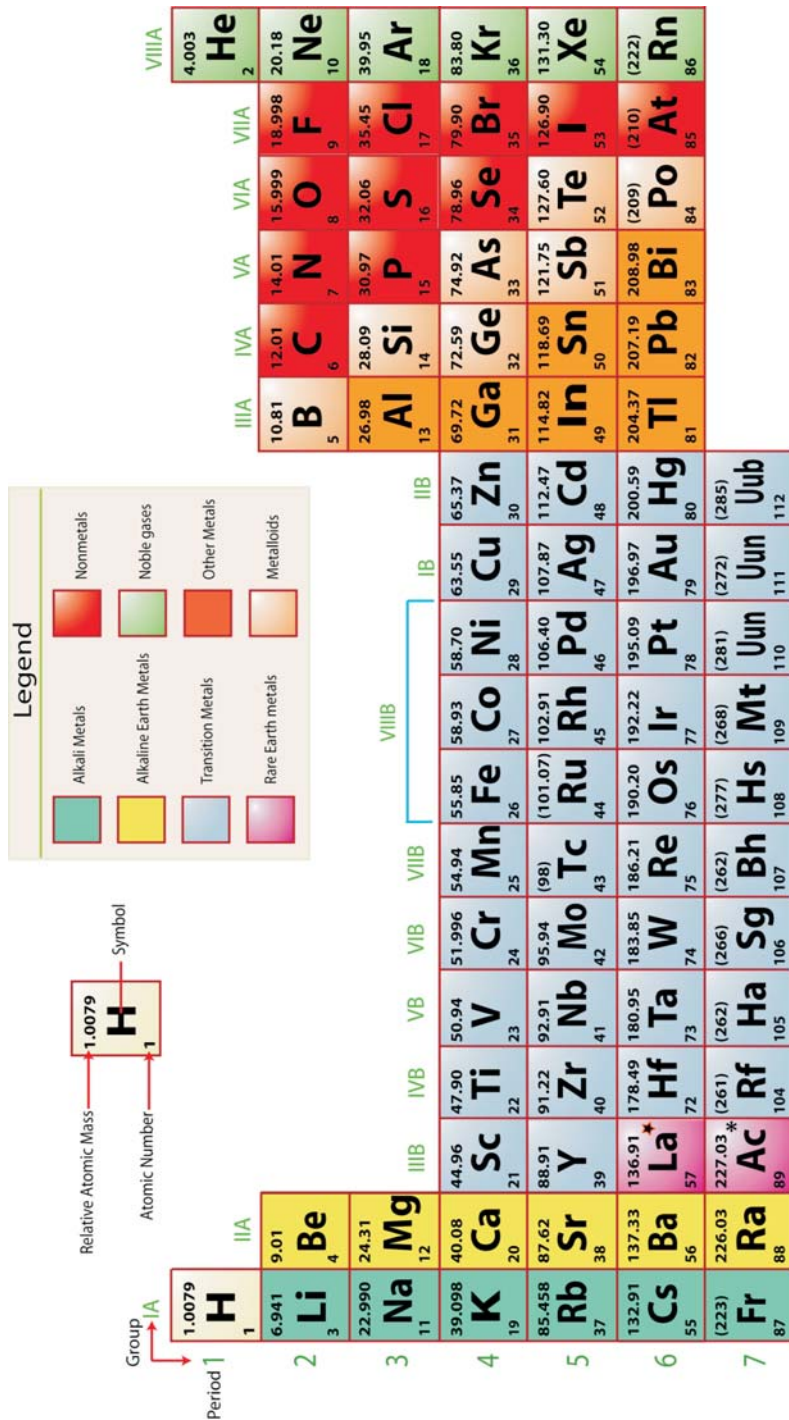 Legend
Alkali Metals
Nonmetals
Alkaline Earth Metals
Noble gases
Transition Metals
Other Metals
Rare Earth metals
Metalloids
Relative Atomic Mass
1.0079
H
1
Symbol
Atomic Number
Group
Period
IA IIA IIIB IVB VB VIB VIIB VIIIB IB IIB IIIA IVA VA VIA VIIA VIIIA
1
1.0079 4.003
H He
1 2
2
6.941 9.01 10.81 12.01 14.01 15.999 18.998 20.18
Li Be B C N O F Ne
3 4 5 6 7 8 9 10
3
22.990 24.31 26.98 28.09 30.97 32.06 35.45 39.95
Na Mg Al Si P S Cl Ar
11 12 13 14 15 16 17 18
4
39.098 40.08 44.96 47.90 50.94 51.996 54.94 55.85 58.93 58.70 63.55 65.37 69.72 72.59 74.92 78.96 79.90 83.80
K Ca Sc Ti V Cr Mn Fe Co Ni Cu Zn Ga Ge As Se Br Kr
19 20 21 22 23 24 25 26 27 28 29 30 31 32 33 34 35 36
5
85.458 87.62 88.91 91.22 92.91 95.94 (98) (101.07) 102.91 106.40 107.87 112.47 114.82 118.69 121.75 127.60 126.90 131.30
Rb Sr Y Zr Nb Mo Tc Ru Rh Pd Ag Cd In Sn Sb Te I Xe
37 38 39 40 41 42 43 44 45 46 47 48 49 50 51 52 53 54
6
132.91 137.33 136.91 178.49 180.95 183.85 186.21 190.20 192.22 195.09 196.97 200.59 204.37 207.19 208.98 (209) (210) (222)
Cs Ba La★ Hf Ta W Re Os Ir Pt Au Hg Tl Pb Bi Po At Rn
55 56 57 72 73 74 75 76 77 78 79 80 81 82 83 84 85 86
7
(223) 226.03 227.03 (261) (262) (266) (262) (277) (268) (281) (272) (285)
Fr Ra Ac* Rf Ha Sg Bh Hs Mt Uun Uun Uub
87 88 89 104 105 106 107 108 109 110 111 112